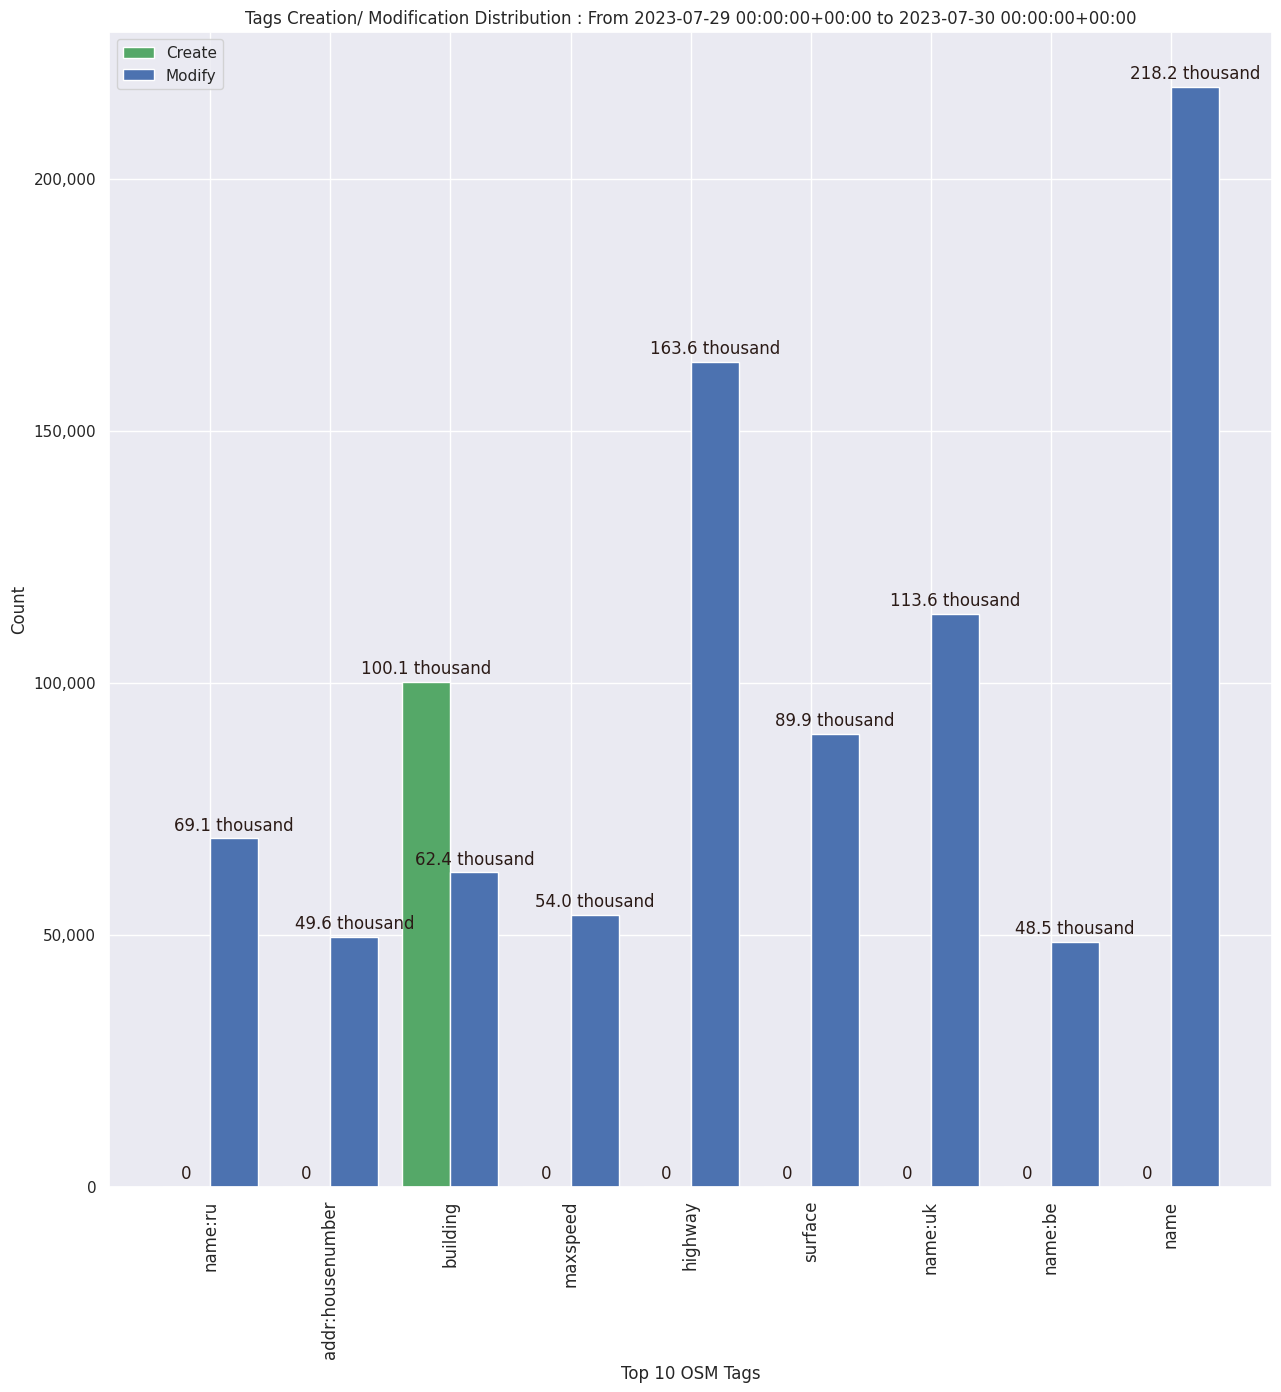 Tags Creation/ Modification Distribution : From 2023-07-29 00:00:00+00:00 to 2023-07-30 00:00:00+00:00
Create
Modify
218.2 thousand
200,000
163.6 thousand
150,000
113.6 thousand
100.1 thousand
100,000
89.9 thousand
69.1 thousand
62.4 thousand
54.0 thousand
49.6 thousand
48.5 thousand
50,000
0
0
0
0
0
0
0
0
0
Count
name:ru
addr:housenumber
building
maxspeed
highway
surface
name:uk
name:be
name
Top 10 OSM Tags